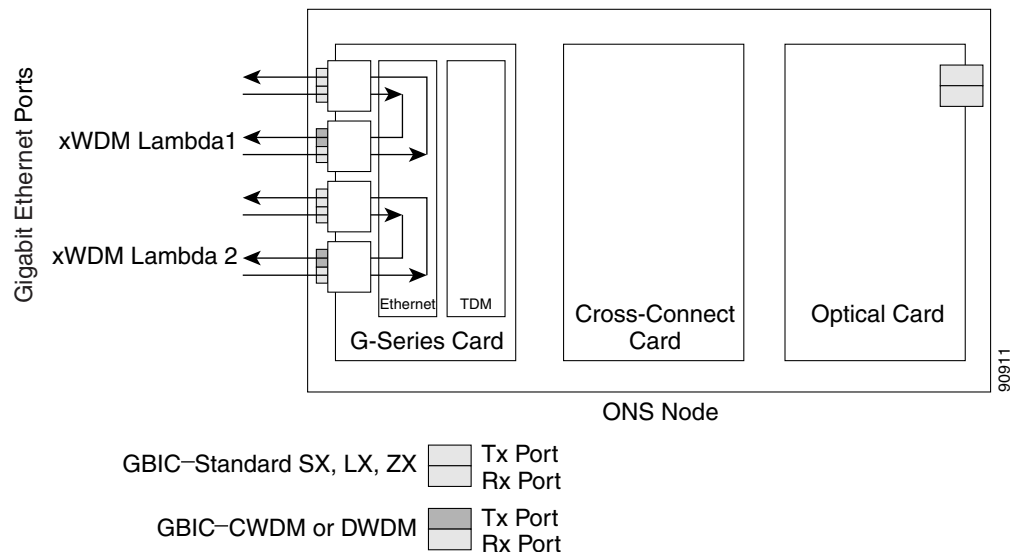 Gigabit Ethernet Ports
xWDM Lambda1
xWDM Lambda 2
Ethernet
TDM
G-Series Card
Cross-Connect
Card
Optical Card
90911
ONS Node
GBIC–Standard SX, LX, ZX
Tx Port
Rx Port
GBIC–CWDM or DWDM
Tx Port
Rx Port